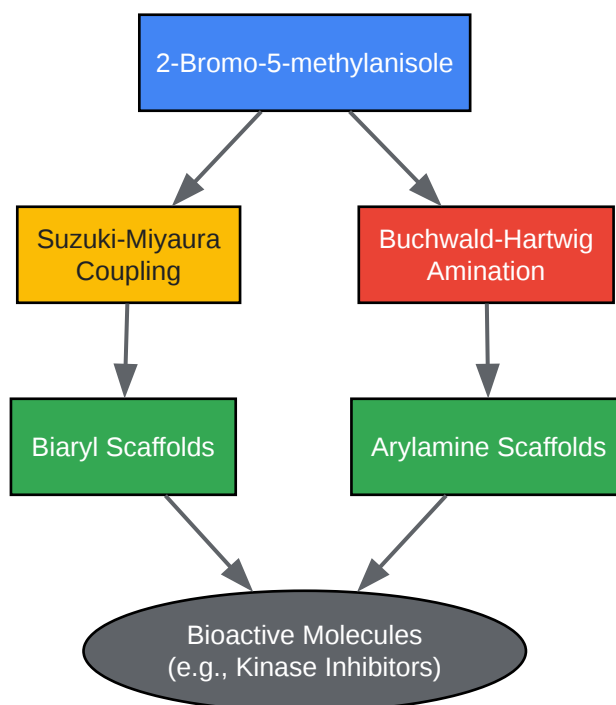 2-Bromo-5-methylanisole
Suzuki-Miyaura
Coupling
Buchwald-Hartwig
Amination
Biaryl Scaffolds
Arylamine Scaffolds
Bioactive Molecules
(e.g., Kinase Inhibitors)